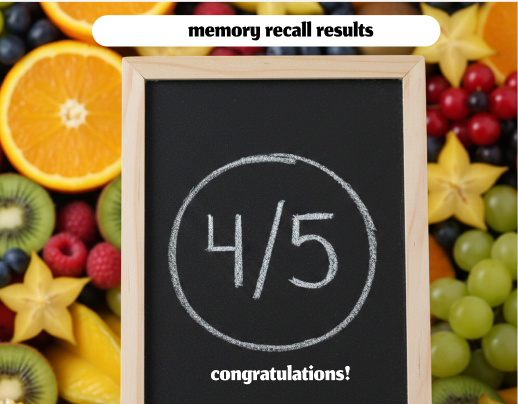 memory recall results
4/5
congratulations!